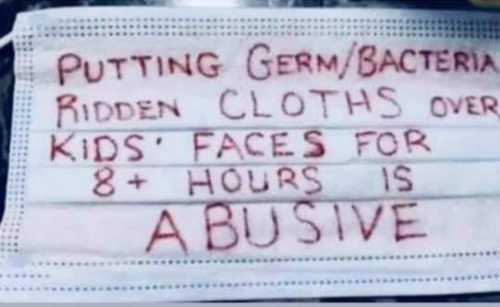 PUTTING GERM/BACTERIA
RIDDEN CLOTHS OVER
KIDS' FACES FOR
8+ HOURS IS
ABUSIVE